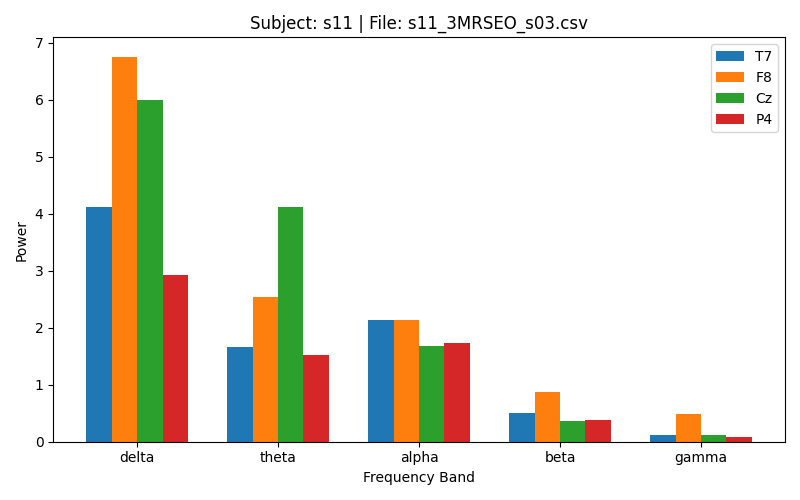 Subject: s11 | File: s11_3MRSEO_s03.csv
T7
F8
Cz
P4
Power
7
6
5
4
3
2
1
0
delta theta alpha beta gamma
Frequency Band